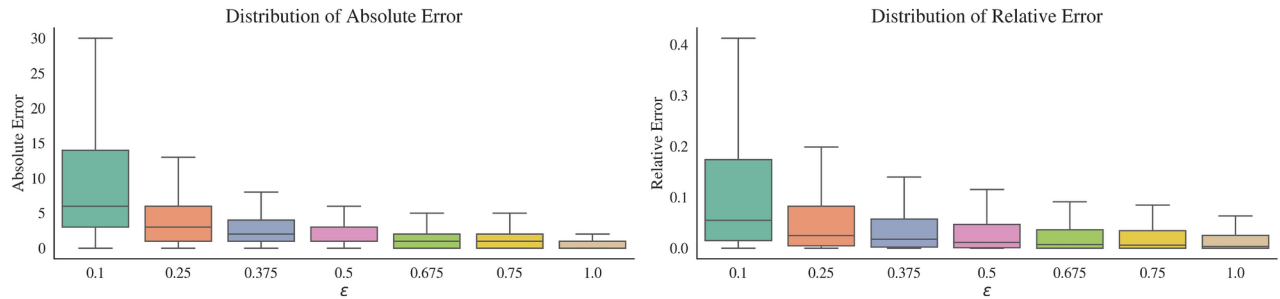 Distribution of Absolute Error
Absolute Error
30
25
20
15
10
5
0
0.1 0.25 0.375 0.5 0.675 0.75 1.0
ε
Distribution of Relative Error
Relative Error
0.4
0.3
0.2
0.1
0.0
0.1 0.25 0.375 0.5 0.675 0.75 1.0
ε